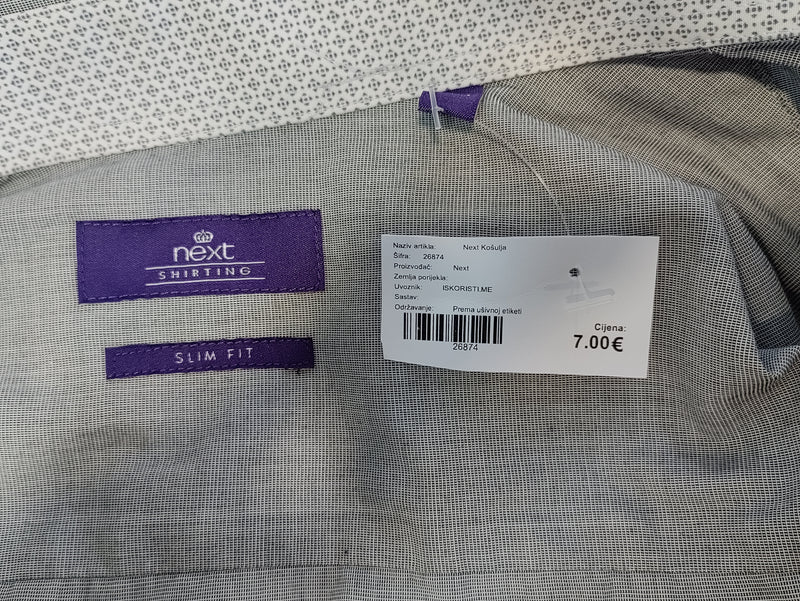 next
SHIRTING
SLIM FIT
Naziv artikla: Next Košulja
Šifra: 26874
Proizvođač: Next
Zemlja porijekla:
Uvoznik: ISKORISTI.ME
Sastav:
Održavanje: Prema ušivnoj etiketi
26874
Cijena:
7.00€